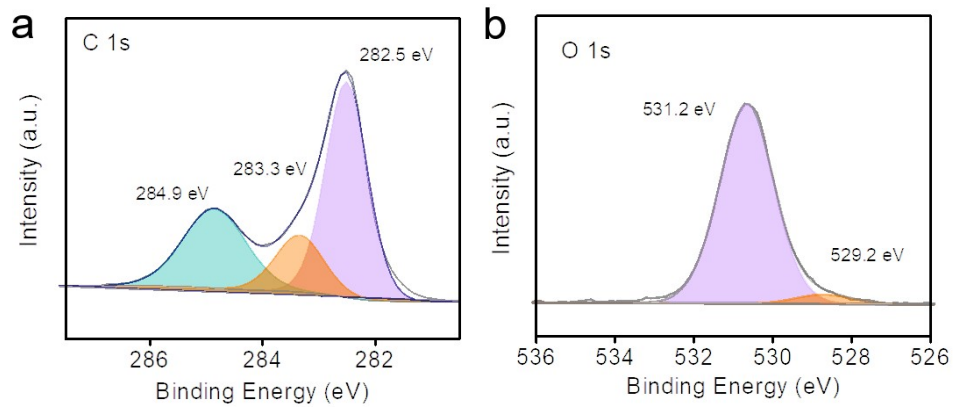 a
C 1s
282.5 eV
283.3 eV
284.9 eV
Intensity (a.u.)
286
284
282
Binding Energy (eV)
b
O 1s
531.2 eV
529.2 eV
Intensity (a.u.)
536
534
532
530
528
526
Binding Energy (eV)